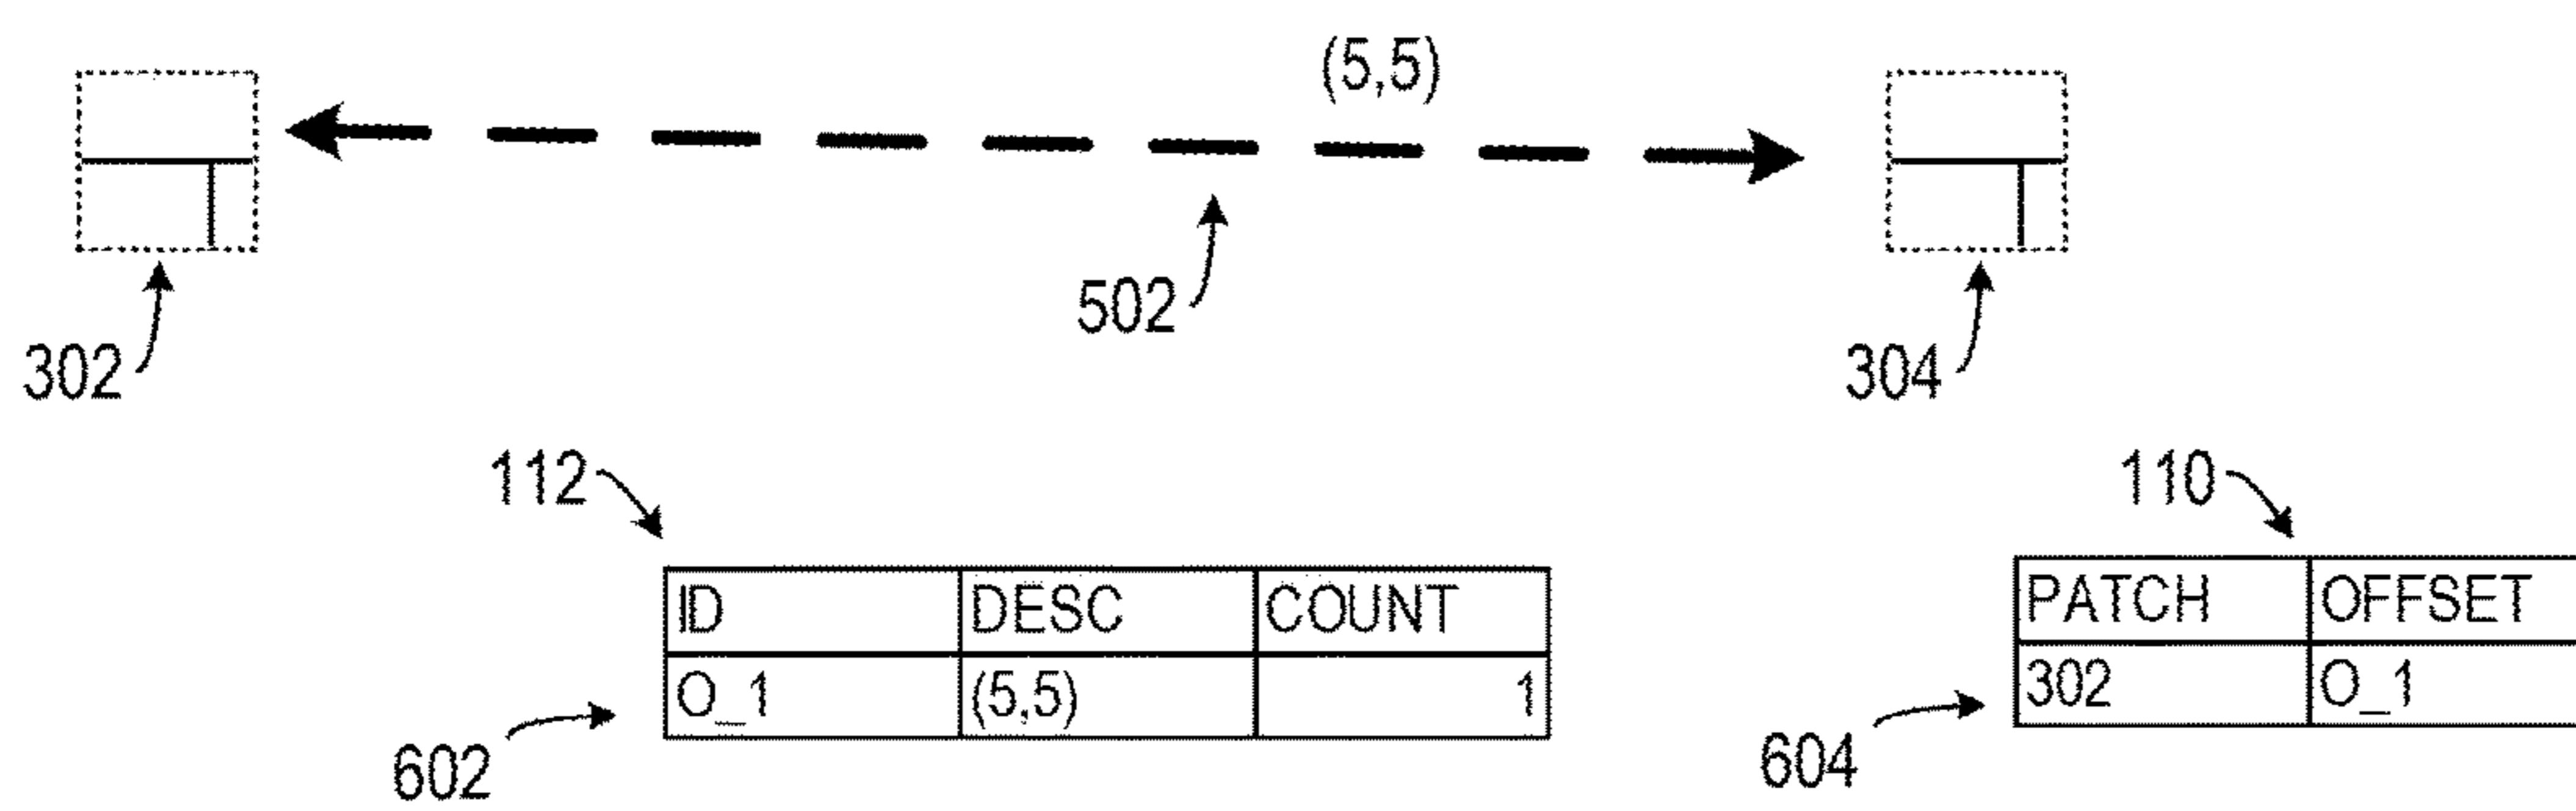 (5,5)
502
302
304
112
110
ID DESC COUNT
O_1 (5,5) 1
602
PATCH OFFSET
302 O_1
604